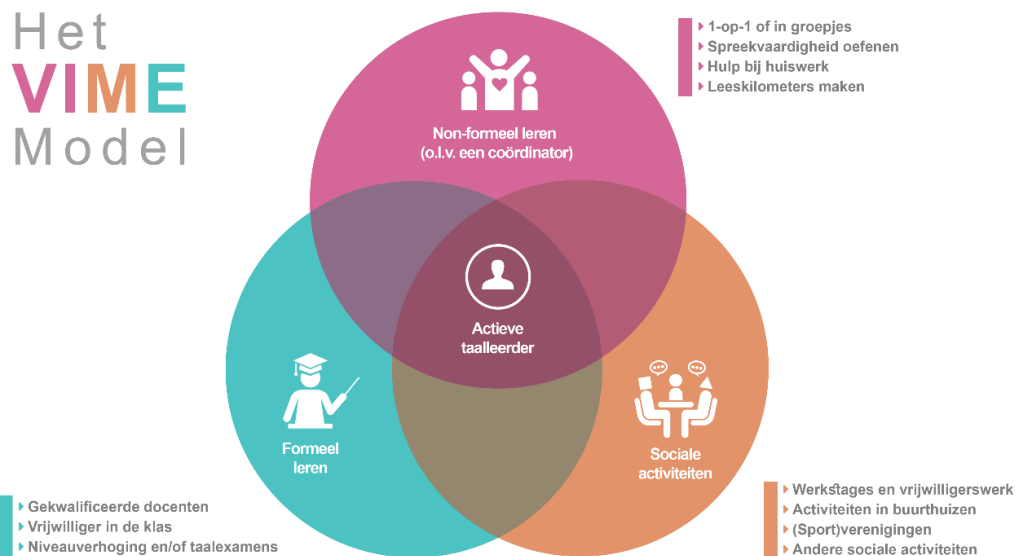 Het
VIME
Model
1-op-1 of in groepjes
Spreekvaardigheid oefenen
Hulp bij huiswerk
Leeskilometers maken
Non-formeel leren
(o.l.v. een coördinator)
Actieve
taalleerder
Formeel
leren
Sociale
activiteiten
Gekwalificeerde docenten
Vrijwilliger in de klas
Niveauverhoging en/of taalexamens
Werkstages en vrijwilligerswerk
Activiteiten in buurthuizen
(Sport)verenigingen
Andere sociale activiteiten